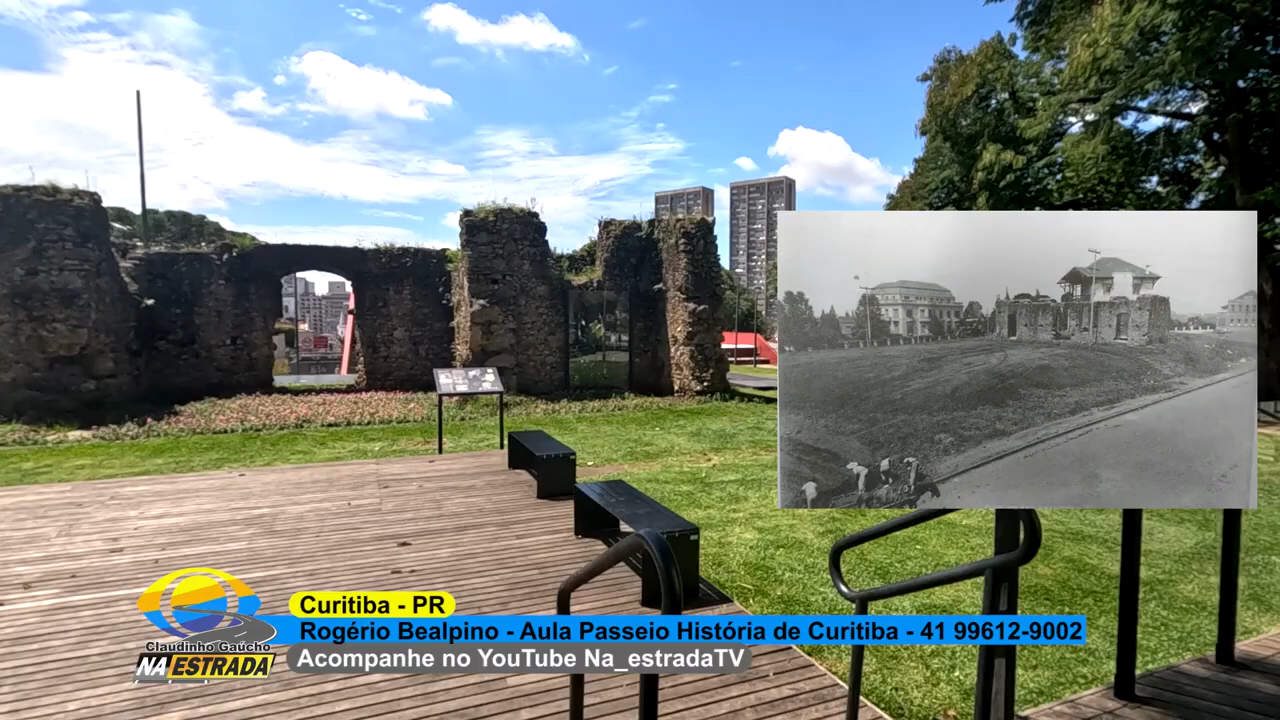 Curitiba - PR
Rogério Bealpino - Aula Passeio História de Curitiba - 41 99612-9002
Acompanhe no YouTube Na_estradaTV
Claudinho Gaúcho
NA ESTRADA